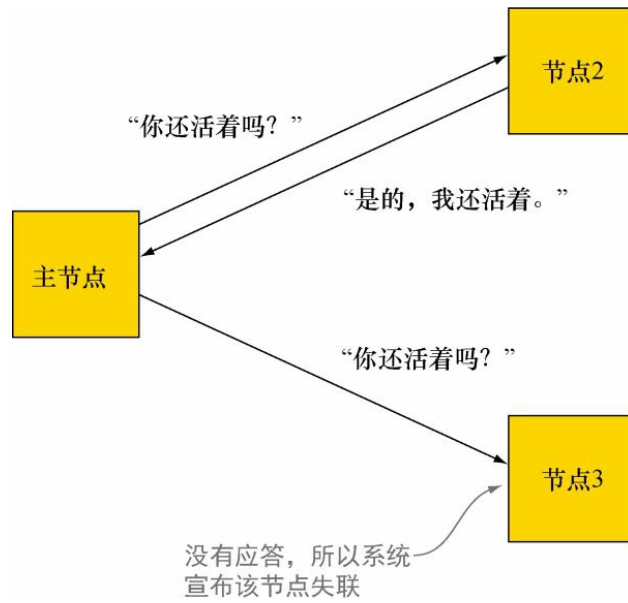 节点2
“你还活着吗？”
“是的，我还活着。”
主节点
“你还活着吗？”
节点3
没有应答，所以系统
宣布该节点失联